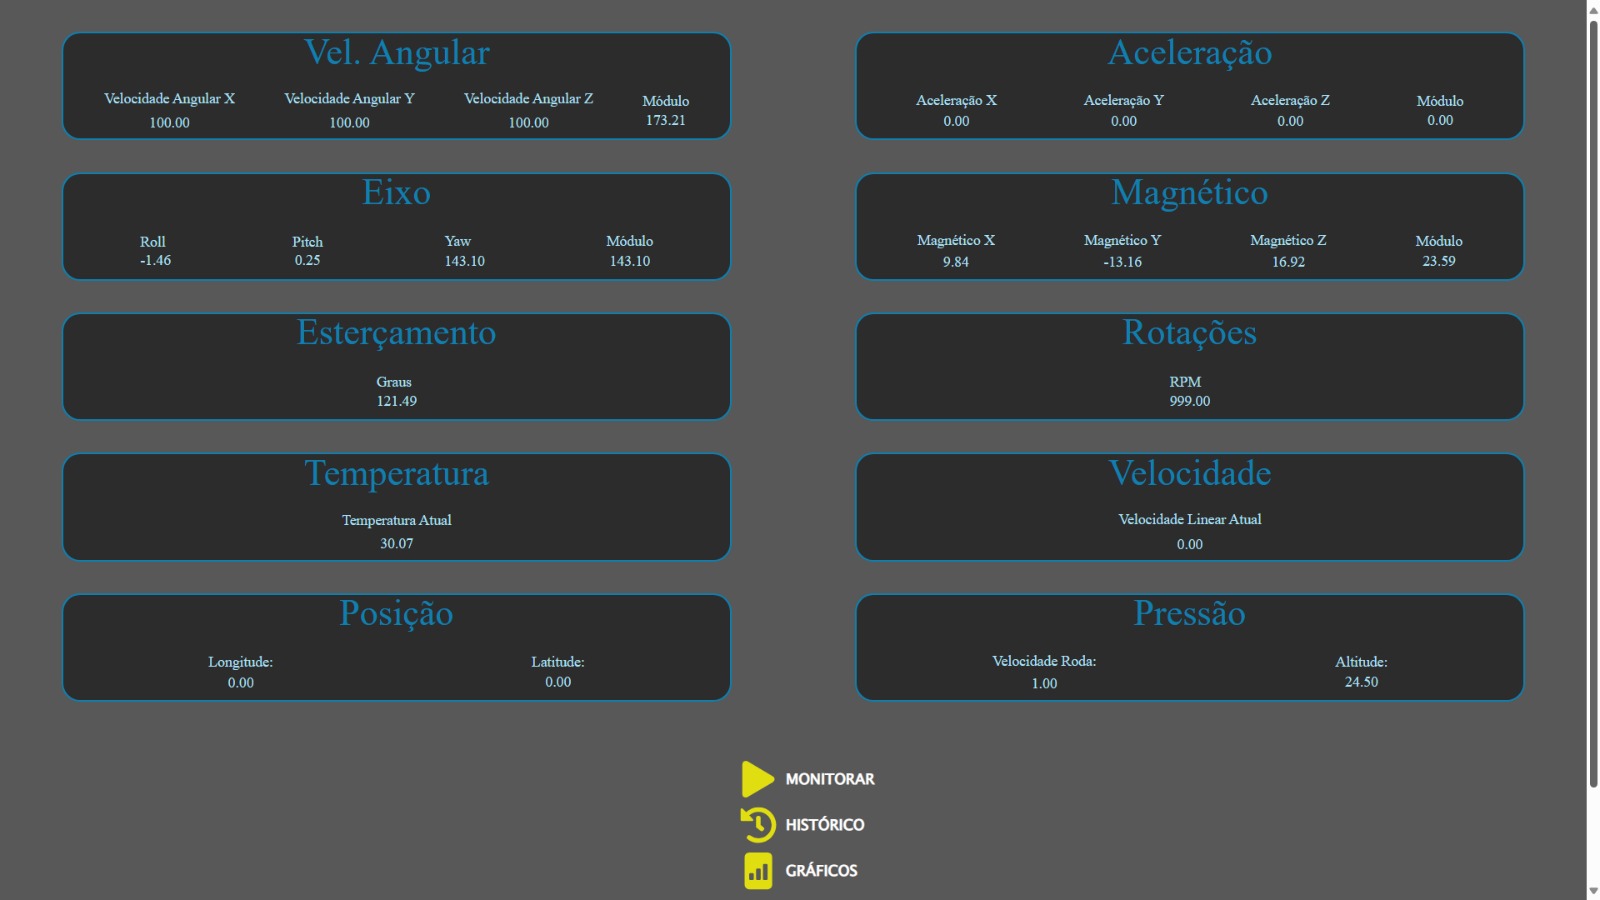 Vel. Angular
Velocidade Angular X
Velocidade Angular Y
Velocidade Angular Z
Módulo
100.00
100.00
100.00
173.21
Aceleração
Aceleração X
Aceleração Y
Aceleração Z
Módulo
0.00
0.00
0.00
0.00
Eixo
Roll
Pitch
Yaw
Módulo
-1.46
0.25
143.10
143.10
Magnético
Magnético X
Magnético Y
Magnético Z
Módulo
9.84
-13.16
16.92
23.59
Esterçamento
Graus
121.49
Rotações
RPM
999.00
Temperatura
Temperatura Atual
30.07
Velocidade
Velocidade Linear Atual
0.00
Posição
Longitude:
Latitude:
0.00
0.00
Pressão
Velocidade Roda:
Altitude:
1.00
24.50
MONITORAR
HISTÓRICO
GRÁFICOS